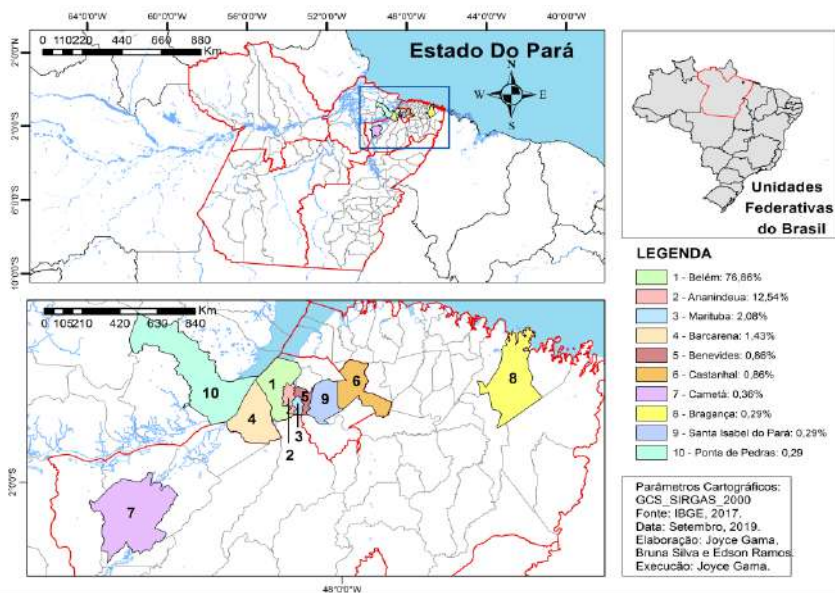 64°0'0"W 60°0'0"W 56°0'0"W 52°0'0"W 48°0'0"W 44°0'0"W 40°0'0"W
0 110220 440 660 880
Km
2°0'0"N
2°0'0"S
6°0'0"S
10°0'0"S
Estado Do Pará
N
W E
S
Unidades
Federativas
do Brasil
LEGENDA
1 - Belém: 76,66%
2 - Ananindeua: 12,54%
3 - Marituba: 2,08%
4 - Barcarena: 1,43%
5 - Benevides: 0,86%
6 - Castanhal: 0,86%
7 - Cametá: 0,36%
8 - Bragança: 0,29%
9 - Santa Isabel do Pará: 0,29%
10 - Ponta de Pedras: 0,29
0 105210 420 630 840
Km
10
1
4
5
9
6
8
3
2
7
2°0'0"S
48°0'0"W
Parâmetros Cartográficos:
GCS_SIRGAS_2000
Fonte: IBGE, 2017.
Data: Setembro, 2019.
Elaboração: Joyce Gama,
Bruna Silva e Edson Ramos.
Execucão: Joyce Gama.